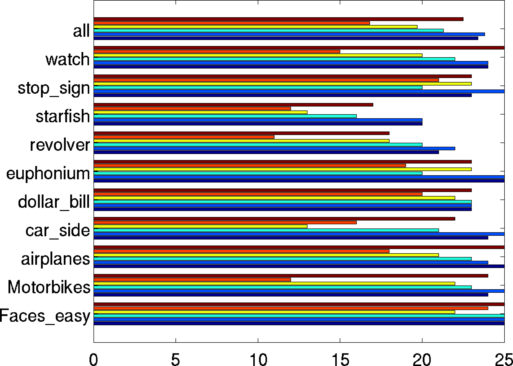 all
watch
stop_sign
starfish
revolver
euphonium
dollar_bill
car_side
airplanes
Motorbikes
Faces_easy
0 5 10 15 20 25